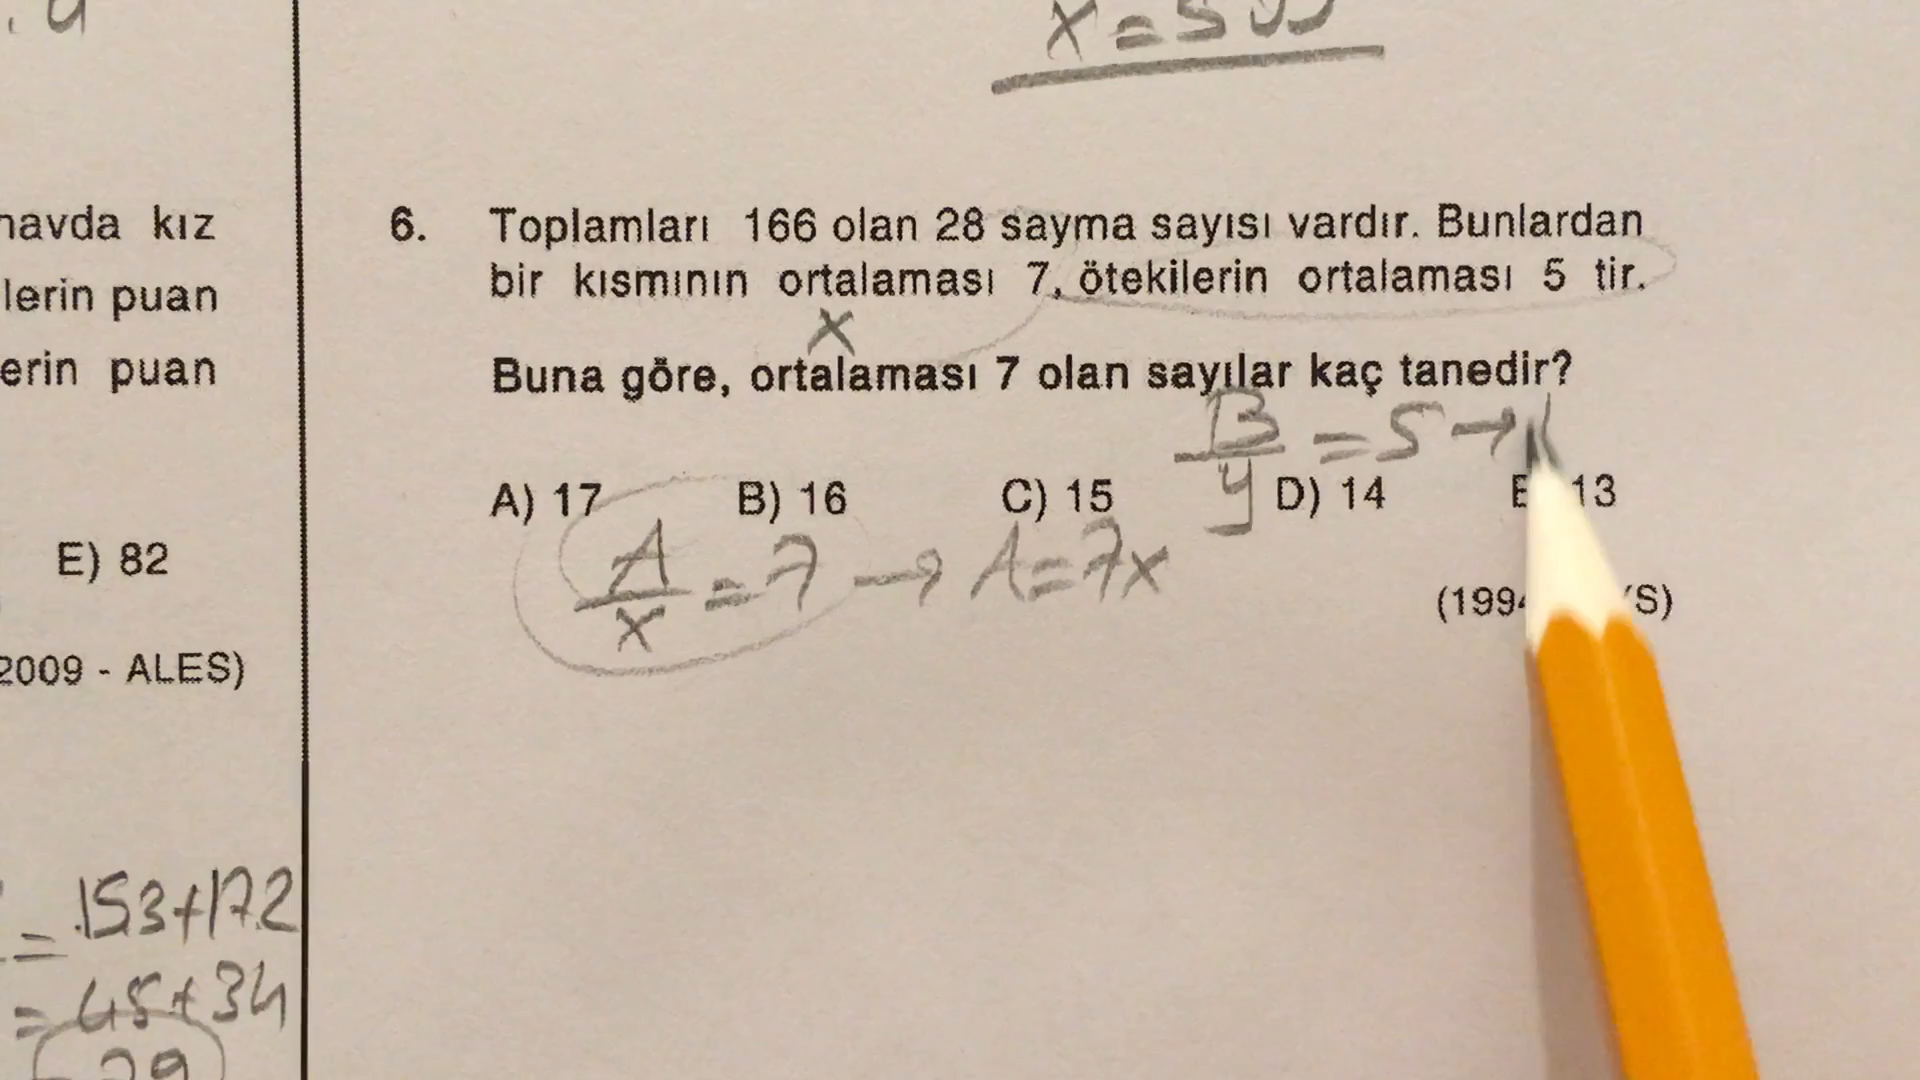 x = 5
navda kız
lerin puan
erin puan
E) 82
2009 - ALES)
= 153+172
= 45+34
6. Toplamları 166 olan 28 sayma sayısı vardır. Bunlardan
bir kısmının ortalaması 7, ötekilerin ortalaması 5 tir.
x
Buna göre, ortalaması 7 olan sayılar kaç tanedir?
B/y = 5 →
A) 17 B) 16 C) 15 D) 14 E) 13
A/x = 7 → A=7x
(1994 S)